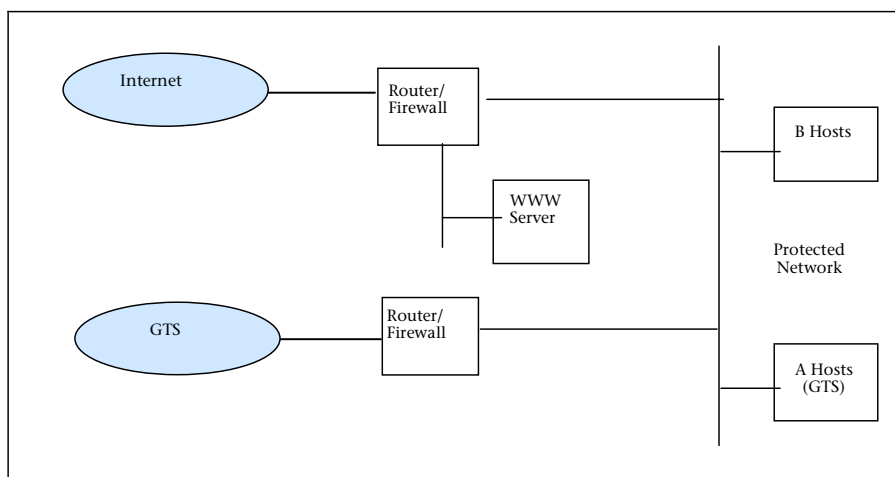 Internet
Router/
Firewall
B Hosts
WWW
Server
Protected
Network
GTS
Router/
Firewall
A Hosts
(GTS)